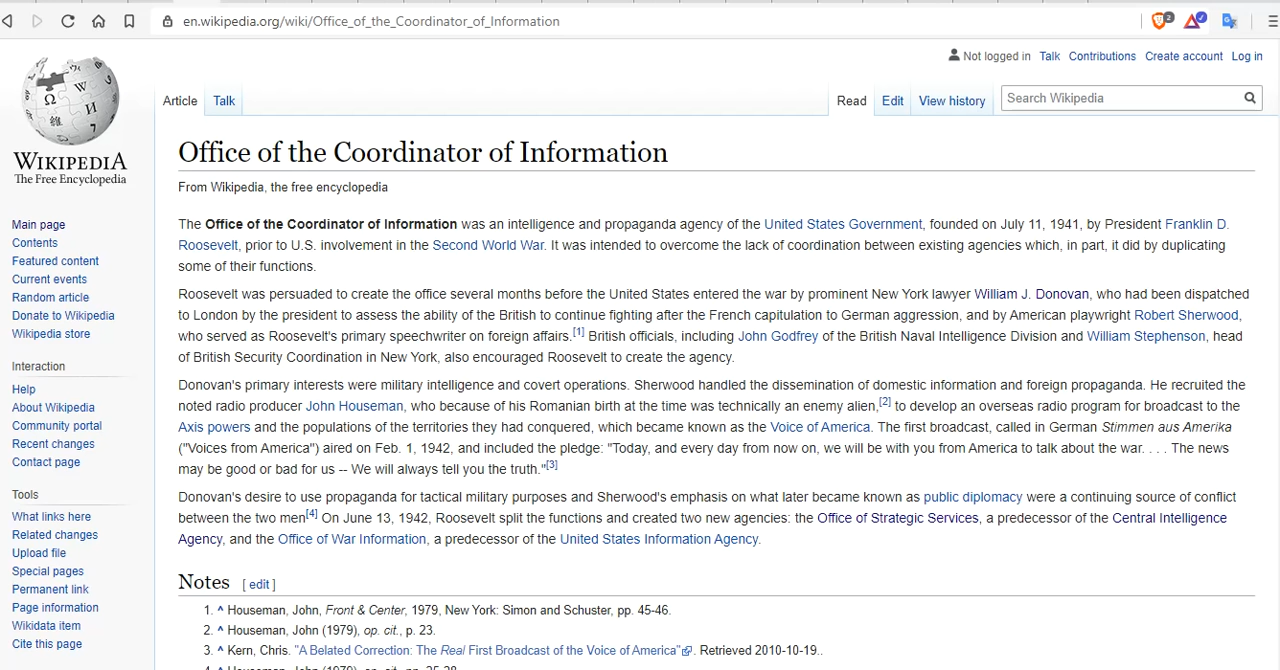 en.wikipedia.org/wiki/Office_of_the_Coordinator_of_Information
2
Not logged in Talk Contributions Create account Log in
Article Talk
Read Edit View history Search Wikipedia
WIKIPEDIA
The Free Encyclopedia
Main page
Contents
Featured content
Current events
Random article
Donate to Wikipedia
Wikipedia store
Interaction
Help
About Wikipedia
Community portal
Recent changes
Contact page
Tools
What links here
Related changes
Upload file
Special pages
Permanent link
Page information
Wikidata item
Cite this page
Office of the Coordinator of Information
From Wikipedia, the free encyclopedia
The Office of the Coordinator of Information was an intelligence and propaganda agency of the United States Government, founded on July 11, 1941, by President Franklin D.
Roosevelt, prior to U.S. involvement in the Second World War. It was intended to overcome the lack of coordination between existing agencies which, in part, it did by duplicating
some of their functions.
Roosevelt was persuaded to create the office several months before the United States entered the war by prominent New York lawyer William J. Donovan, who had been dispatched
to London by the president to assess the ability of the British to continue fighting after the French capitulation to German aggression, and by American playwright Robert Sherwood,
who served as Roosevelt's primary speechwriter on foreign affairs.[1] British officials, including John Godfrey of the British Naval Intelligence Division and William Stephenson, head
of British Security Coordination in New York, also encouraged Roosevelt to create the agency.
Donovan's primary interests were military intelligence and covert operations. Sherwood handled the dissemination of domestic information and foreign propaganda. He recruited the
noted radio producer John Houseman, who because of his Romanian birth at the time was technically an enemy alien,[2] to develop an overseas radio program for broadcast to the
Axis powers and the populations of the territories they had conquered, which became known as the Voice of America. The first broadcast, called in German Stimmen aus Amerika
("Voices from America") aired on Feb. 1, 1942, and included the pledge: "Today, and every day from now on, we will be with you from America to talk about the war. . . . The news
may be good or bad for us -- We will always tell you the truth."[3]
Donovan's desire to use propaganda for tactical military purposes and Sherwood's emphasis on what later became known as public diplomacy were a continuing source of conflict
between the two men[4] On June 13, 1942, Roosevelt split the functions and created two new agencies: the Office of Strategic Services, a predecessor of the Central Intelligence
Agency, and the Office of War Information, a predecessor of the United States Information Agency.
Notes [ edit ]
1. ^ Houseman, John, Front & Center, 1979, New York: Simon and Schuster, pp. 45-46.
2. ^ Houseman, John (1979), op. cit., p. 23.
3. ^ Kern, Chris. "A Belated Correction: The Real First Broadcast of the Voice of America". Retrieved 2010-10-19..